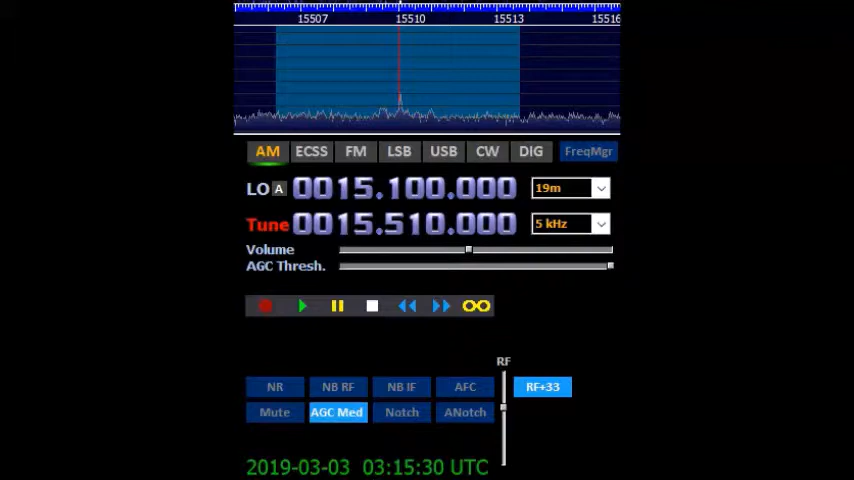 15507 15510 15513 15516
AM ECSS FM LSB USB CW DIG FreqMgr
LO A 0015.100.000 19m
Tune 0015.510.000 5 kHz
Volume
AGC Thresh.
RF
NR NB RF NB IF AFC RF+33
Mute AGC Med Notch ANotch
2019-03-03 03:15:30 UTC